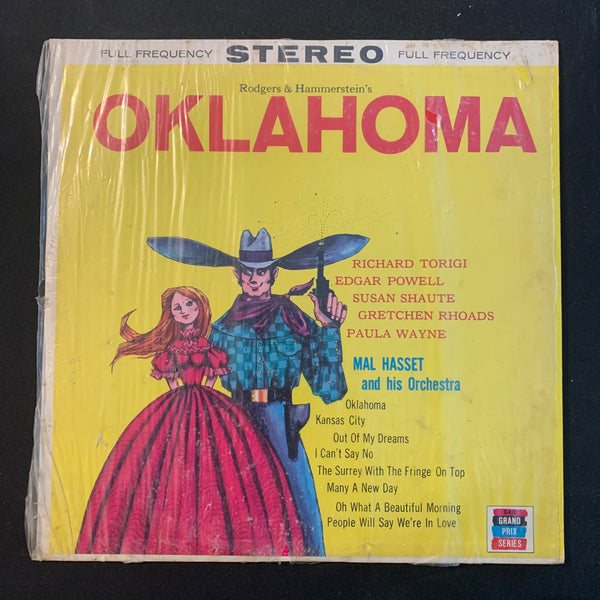 FULL FREQUENCY STEREO FULL FREQUENCY
Rodgers & Hammerstein's
OKLAHOMA
RICHARD TORIGI
EDGAR POWELL
SUSAN SHAUTE
GRETCHEN RHOADS
PAULA WAYNE
MAL HASSET
and his Orchestra
Oklahoma
Kansas City
Out Of My Dreams
I Can't Say No
The Surrey With The Fringe On Top
Many A New Day
Oh What A Beautiful Morning
People Will Say We're In Love
GRAND
PRIX
SERIES